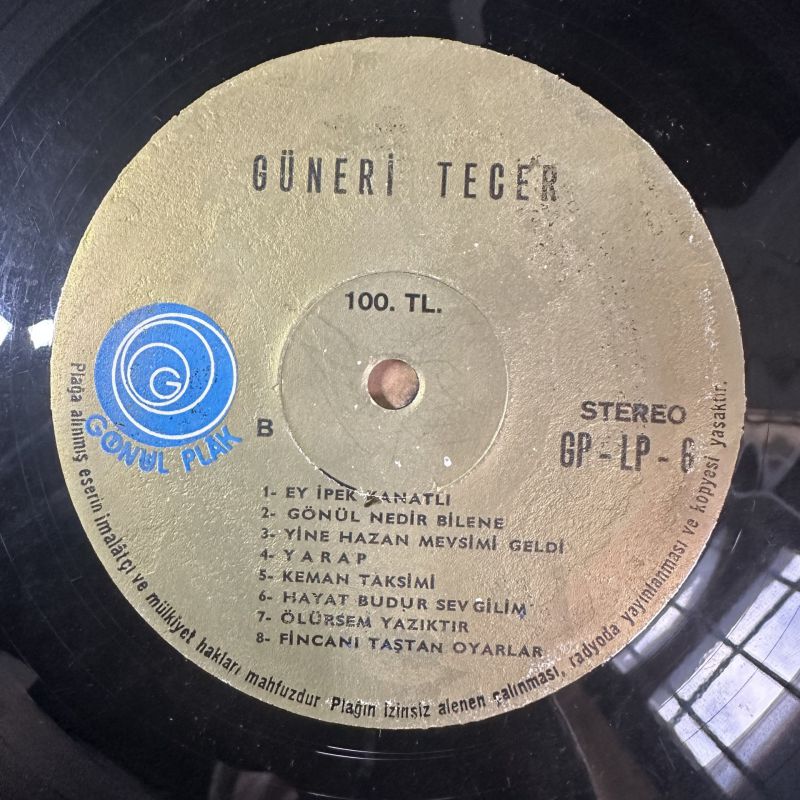 GÜNERİ TECER
100. TL.
G
GÖNÜL PLAK
B
STEREO
GP - LP - 6
1- EY İPEK KANATLI
2- GÖNÜL NEDİR BİLENE
3- YİNE HAZAN MEVSİMİ GELDİ
4- Y A R A P
5- KEMAN TAKSİMİ
6- HAYAT BUDUR SEVGİLİM
7- ÖLÜRSEM YAZIKTIR
8- FİNCANI TAŞTAN OYARLAR
Plağa alınmış eserin imalâtçı ve mülkiyet hakları mahfuzdur Plağın izinsiz alenen çalınması, radyoda yayınlanması ve kopyesi yasaktır.